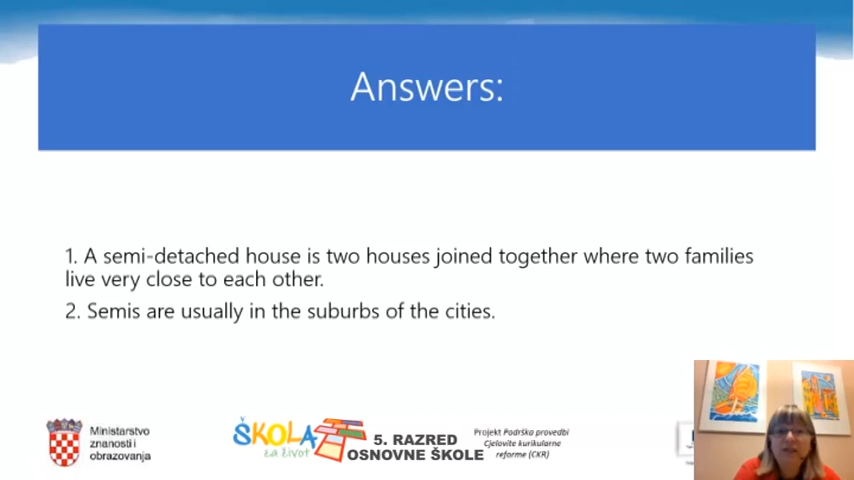 Answers:
1. A semi-detached house is two houses joined together where two families
live very close to each other.
2. Semis are usually in the suburbs of the cities.
Ministarstvo
znanosti i
obrazovanja
ŠKOLA
za život
5. RAZRED
OSNOVNE ŠKOLE
Projekt Podrška provedbi
Cjelovite kurikularne
reforme (CKR)